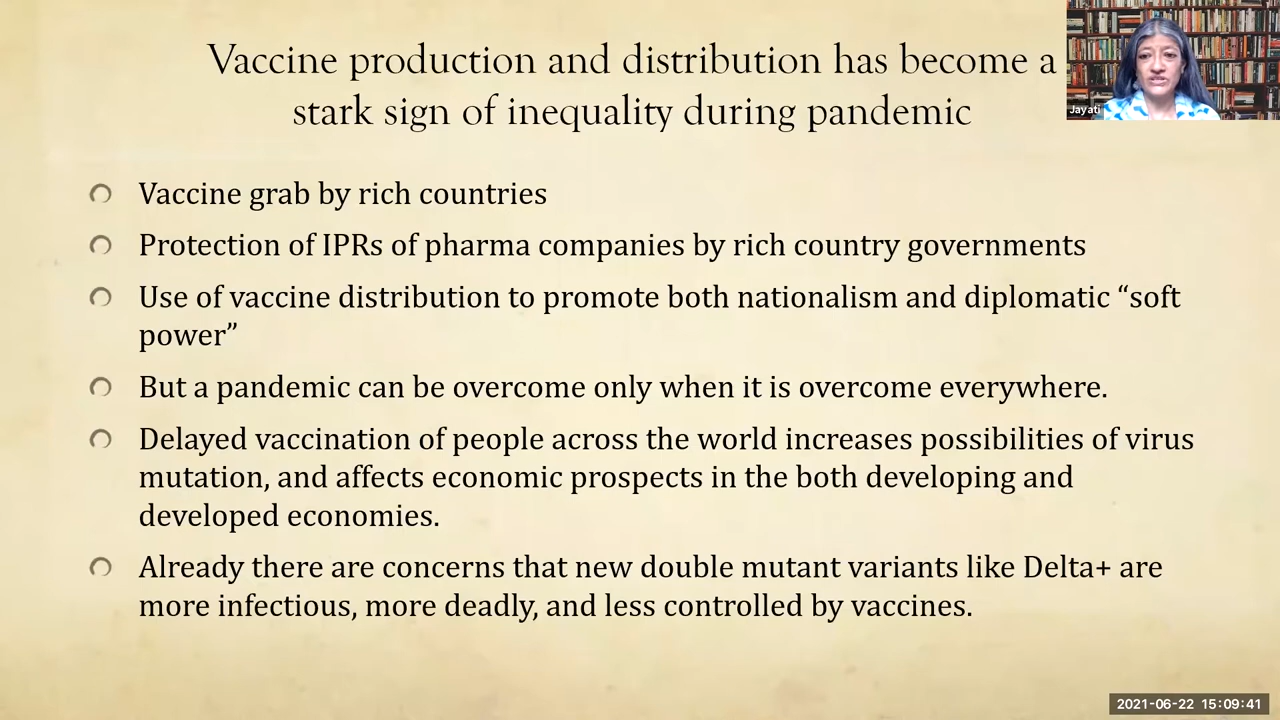 Vaccine production and distribution has become a
stark sign of inequality during pandemic
Jayati
Vaccine grab by rich countries
Protection of IPRs of pharma companies by rich country governments
Use of vaccine distribution to promote both nationalism and diplomatic “soft
power”
But a pandemic can be overcome only when it is overcome everywhere.
Delayed vaccination of people across the world increases possibilities of virus
mutation, and affects economic prospects in the both developing and
developed economies.
Already there are concerns that new double mutant variants like Delta+ are
more infectious, more deadly, and less controlled by vaccines.
2021-06-22 15:09:41